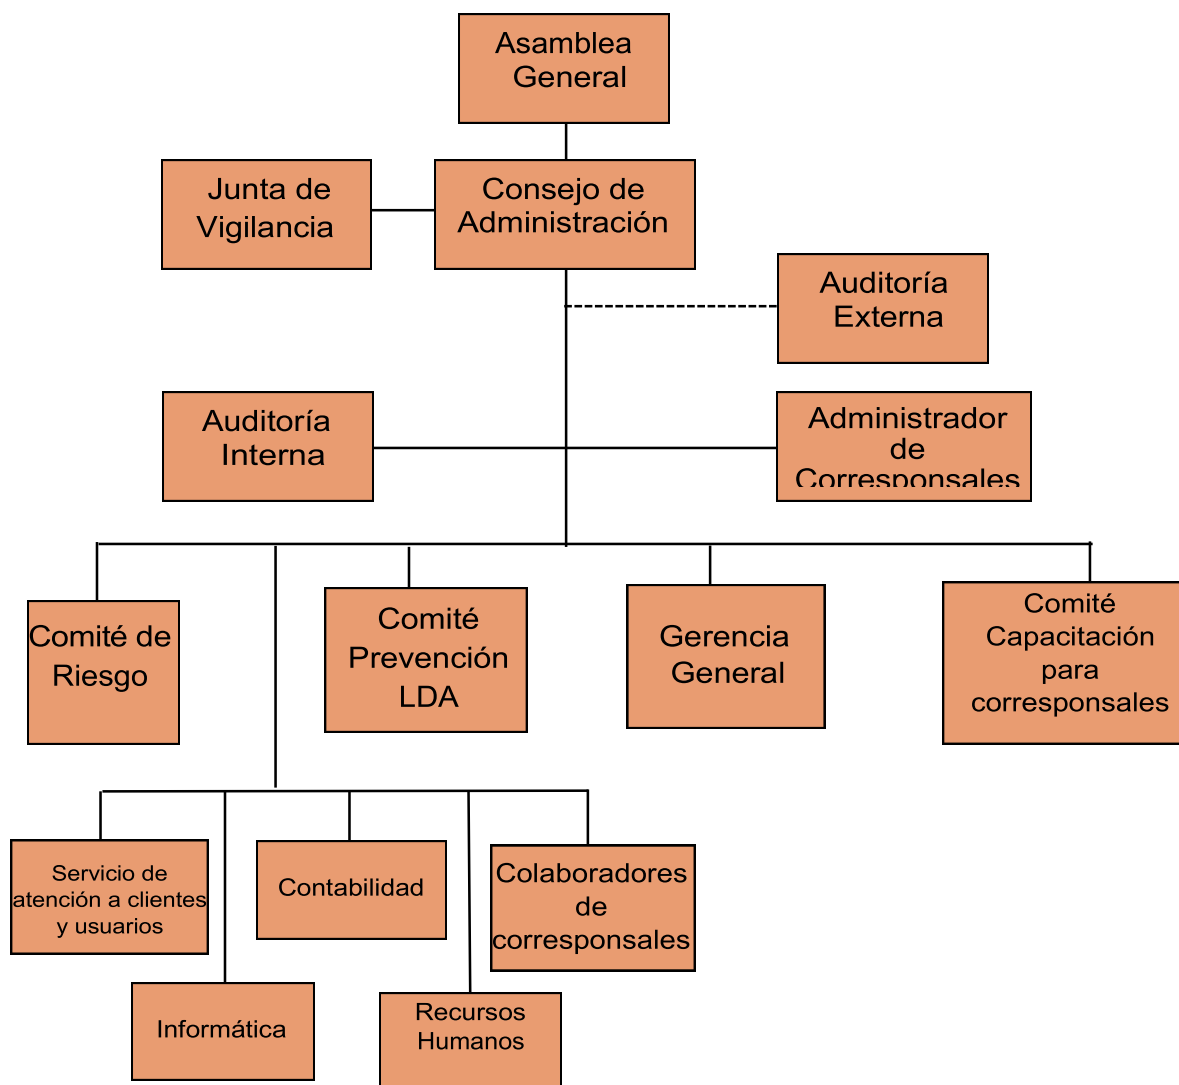 Asamblea
General
Junta de
Vigilancia
Consejo de
Administración
Auditoría
Externa
Auditoría
Interna
Administrador
de
Corresponsales
Comité de
Riesgo
Comité
Prevención
LDA
Gerencia
General
Comité
Capacitación
para
corresponsales
Servicio de
atención a clientes
y usuarios
Contabilidad
Colaboradores
de
corresponsales
Informática
Recursos
Humanos